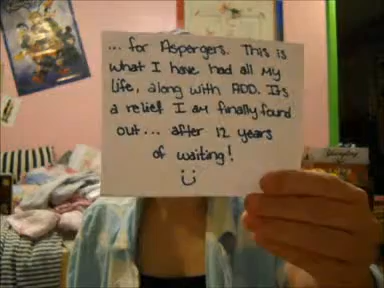 ... for Aspergers. This is
what I have had all my
life, along with ADD. Its
a relief I am finally found
out... after 12 years
of waiting!